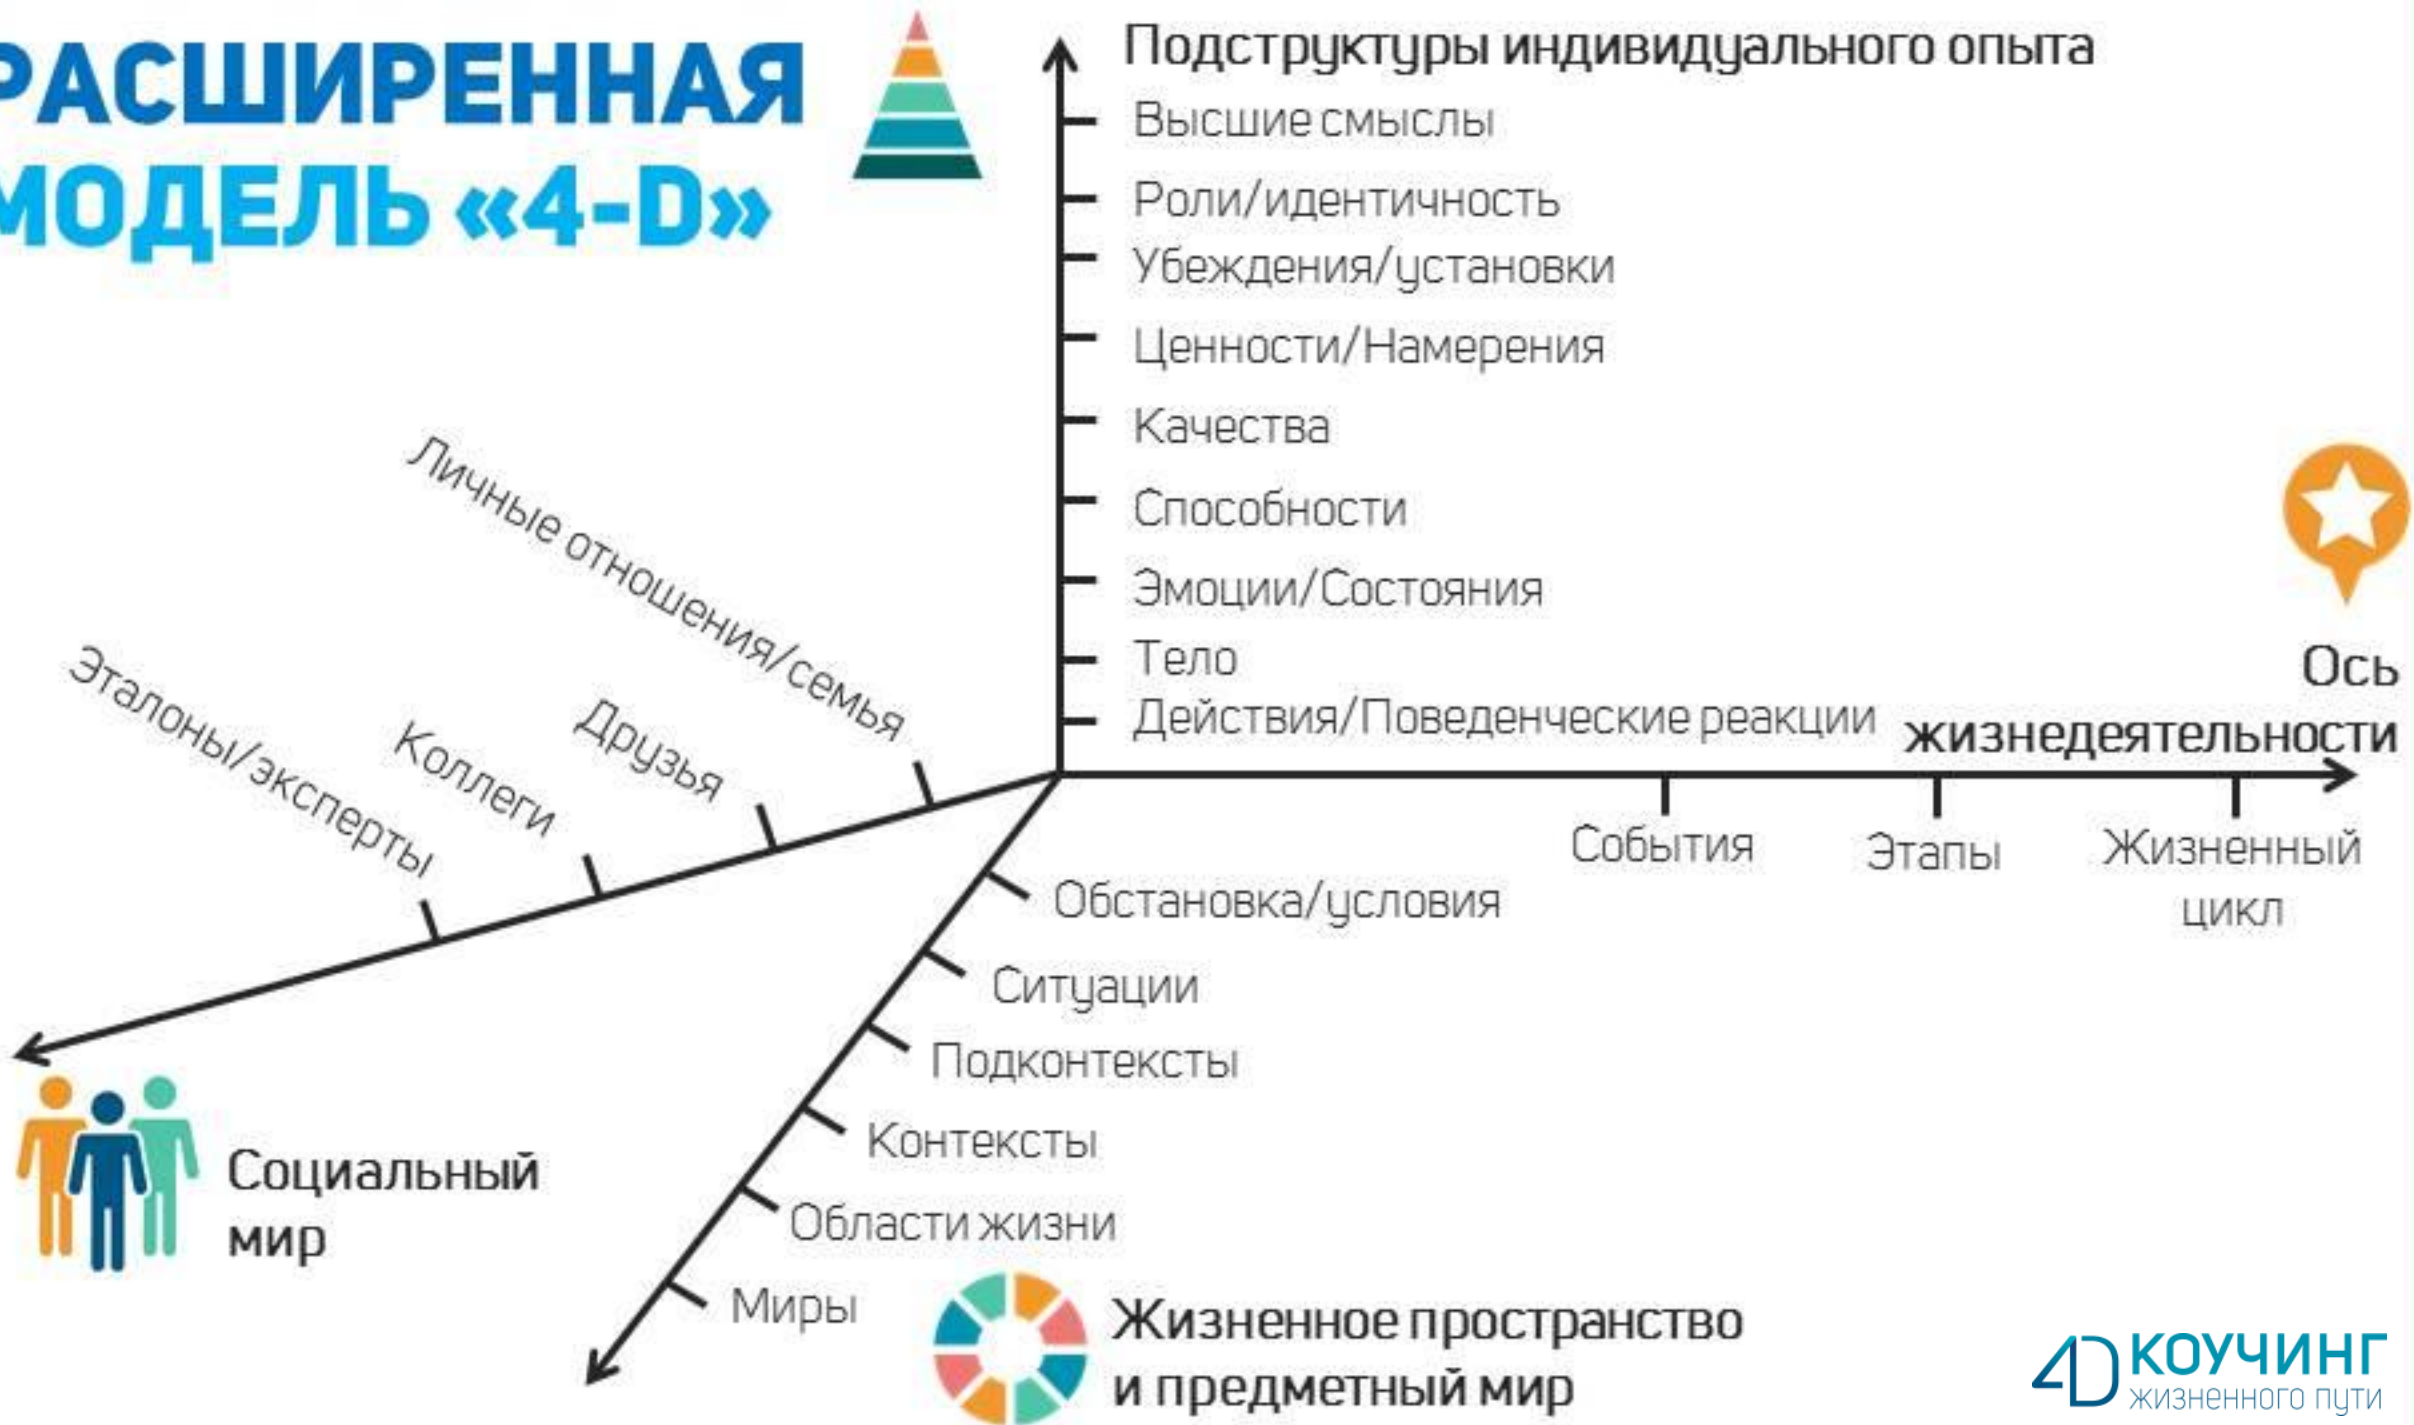 РАСШИРЕННАЯ
МОДЕЛЬ «4-D»
Подструктуры индивидуального опыта
Высшие смыслы
Роли/идентичность
Убеждения/установки
Ценности/Намерения
Качества
Способности
Эмоции/Состояния
Тело
Действия/Поведенческие реакции
Ось
жизнедеятельности
События
Этапы
Жизненный
цикл
Личные отношения/семья
Друзья
Коллеги
Эталоны/эксперты
Социальный
мир
Обстановка/условия
Ситуации
Подконтексты
Контексты
Области жизни
Миры
Жизненное пространство
и предметный мир
4D КОУЧИНГ
ЖИЗНЕННОГО ПУТИ